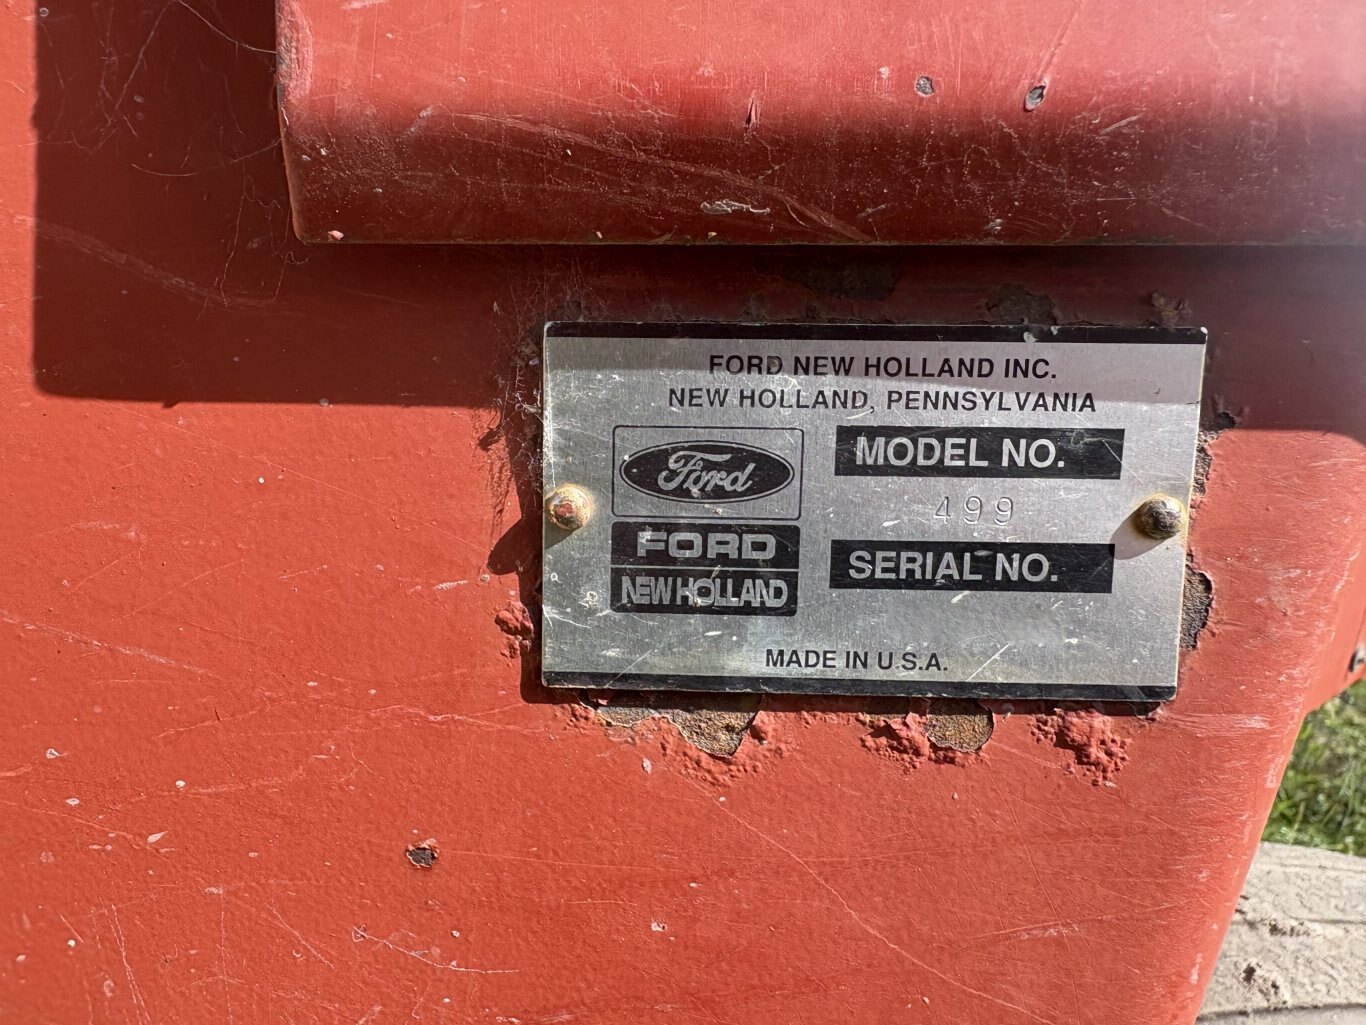 FORD NEW HOLLAND INC.
NEW HOLLAND, PENNSYLVANIA
Ford
FORD
NEW HOLLAND
MODEL NO.
499
SERIAL NO.
MADE IN U.S.A.